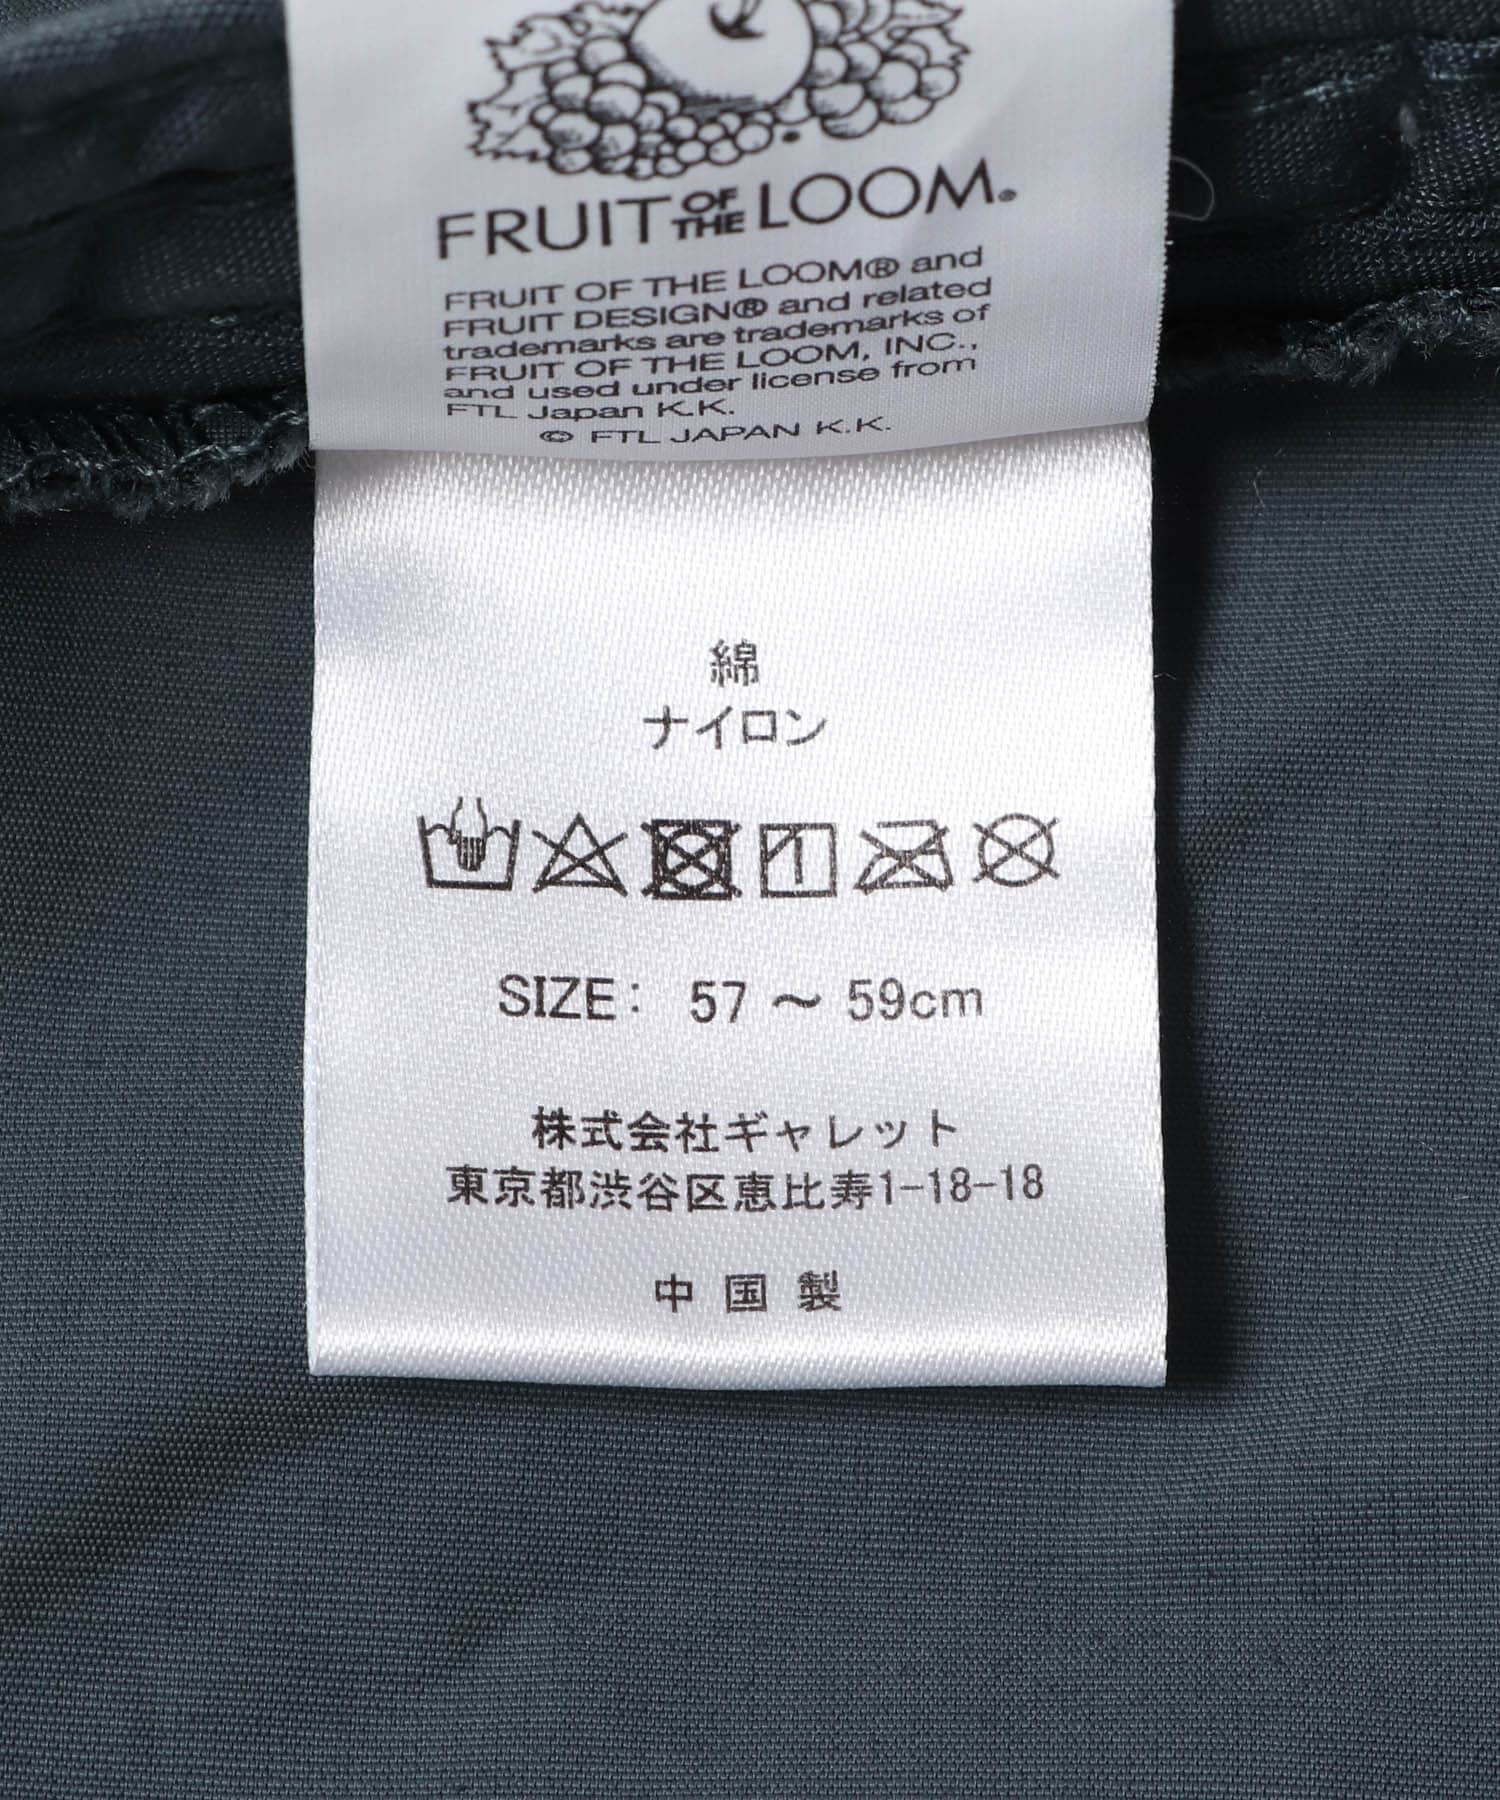 FRUIT OF THE LOOM®
FRUIT OF THE LOOM® and
FRUIT DESIGN® and related
trademarks are trademarks of
FRUIT OF THE LOOM, INC.,
and used under license from
FTL Japan K.K.
© FTL JAPAN K.K.
綿
ナイロン
SIZE: 57 ～ 59cm
株式会社ギャレット
東京都渋谷区恵比寿1-18-18
中国製